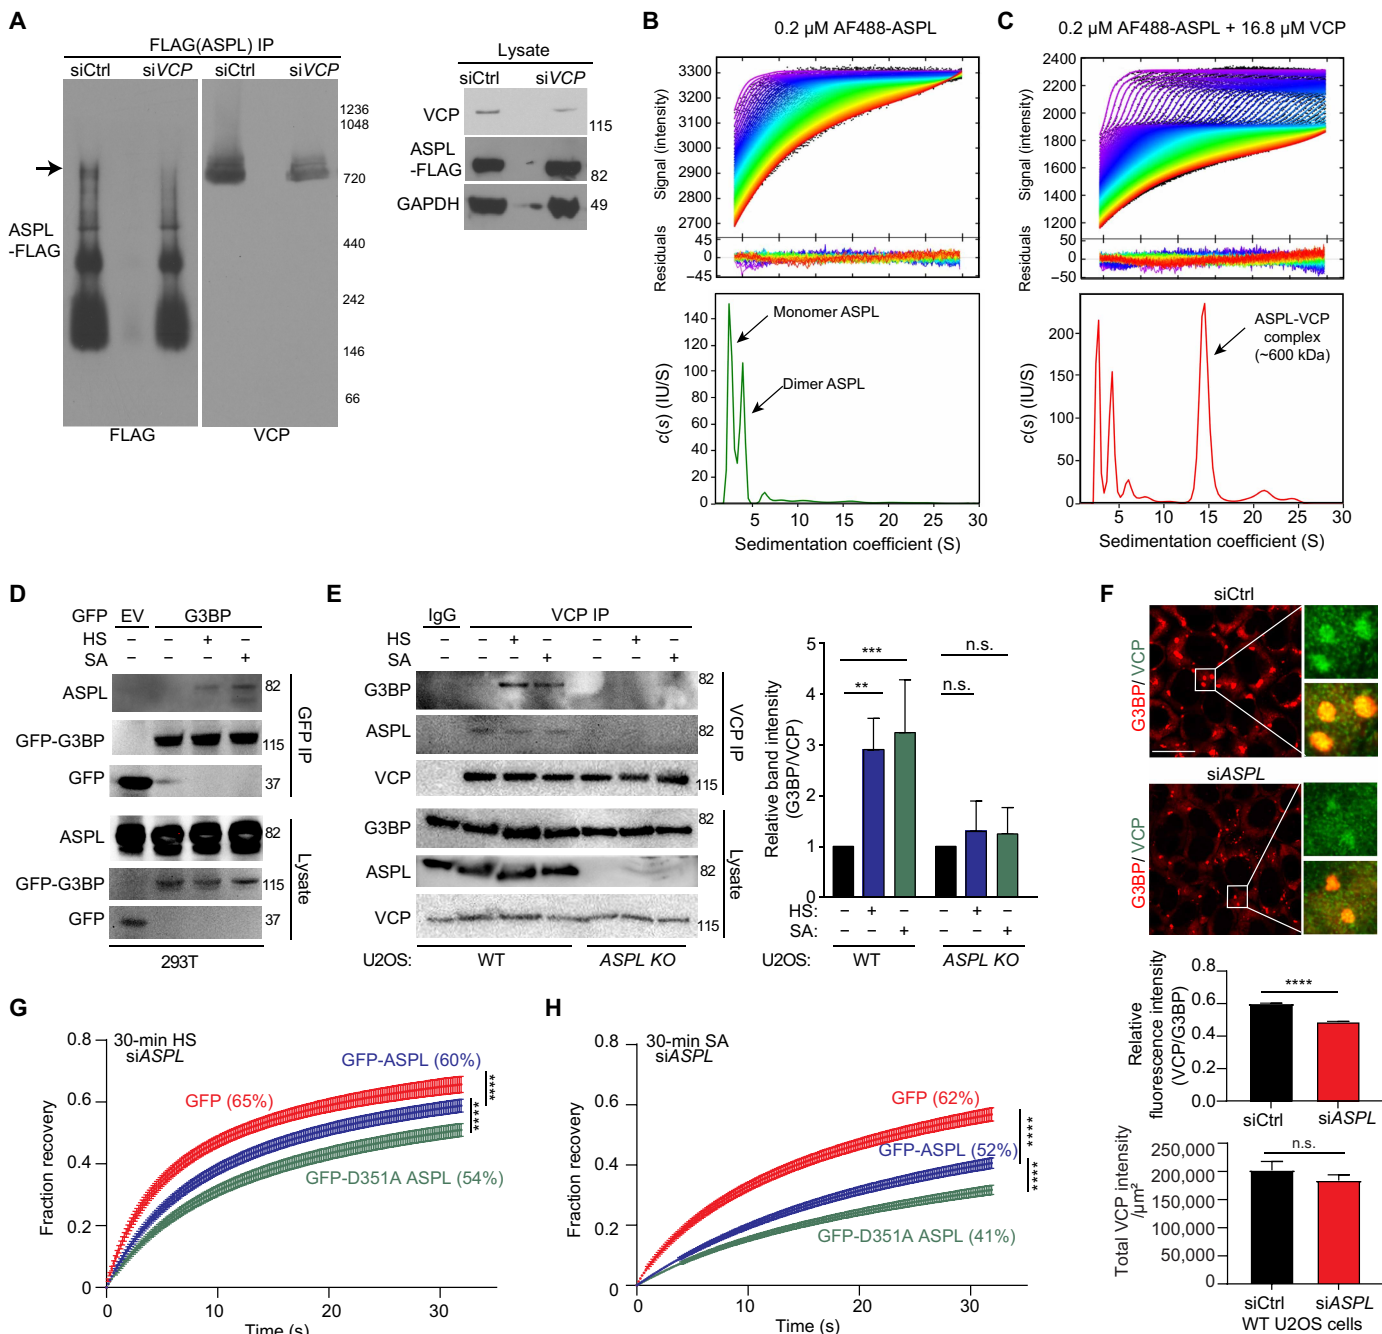 A
FLAG(ASPL) IP
siCtrl siVCP siCtrl siVCP
1236
1048
720
440
242
146
66
ASPL
-FLAG
FLAG VCP
Lysate
siCtrl siVCP
VCP
115
ASPL
-FLAG
82
GAPDH 49
B
0.2 µM AF488-ASPL
Signal (intensity)
3300
3200
3100
3000
2900
2800
2700
Residuals
45
0
−45
c(s) (IU/S)
140
120
100
80
60
40
20
0
Monomer ASPL
Dimer ASPL
5 10 15 20 25 30
Sedimentation coefficient (S)
C
0.2 µM AF488-ASPL + 16.8 µM VCP
Signal (intensity)
2400
2200
2000
1800
1600
1400
1200
Residuals
50
0
−50
c(s) (IU/S)
200
150
100
50
0
ASPL-VCP
complex
(~600 kDa)
5 10 15 20 25 30
Sedimentation coefficient (S)
D
GFP EV G3BP
HS − − + −
SA − − − +
ASPL 82
GFP-G3BP 115
GFP 37
GFP IP
ASPL 82
GFP-G3BP 115
GFP 37
Lysate
293T
E
IgG VCP IP
HS − − + − − + −
SA − − − + − − +
G3BP 82
ASPL 82
VCP 115
VCP IP
G3BP 82
ASPL 82
VCP 115
Lysate
U2OS: WT ASPL KO
Relative band intensity
(G3BP/VCP)
5
4
3
2
1
0
***
**
n.s.
n.s.
HS: − + − − + −
SA: − − + − − +
U2OS: WT ASPL KO
F
siCtrl
G3BP/ VCP
siASPL
G3BP/ VCP
Relative
fluorescence intensity
(VCP/G3BP)
0.8
0.6
0.4
0.2
0
****
siCtrl siASPL
Total VCP intensity
/µm²
250,000
200,000
150,000
100,000
50,000
0
n.s.
siCtrl siASPL
WT U2OS cells
G
30-min HS
siASPL
Fraction recovery
0.8
0.6
0.4
0.2
0
GFP-ASPL (60%)
GFP (65%)
GFP-D351A ASPL (54%)
****
****
0 10 20 30
Time (s)
H
30-min SA
siASPL
Fraction recovery
0.8
0.6
0.4
0.2
0
GFP (62%)
GFP-ASPL (52%)
GFP-D351A ASPL (41%)
****
****
0 10 20 30
Time (s)